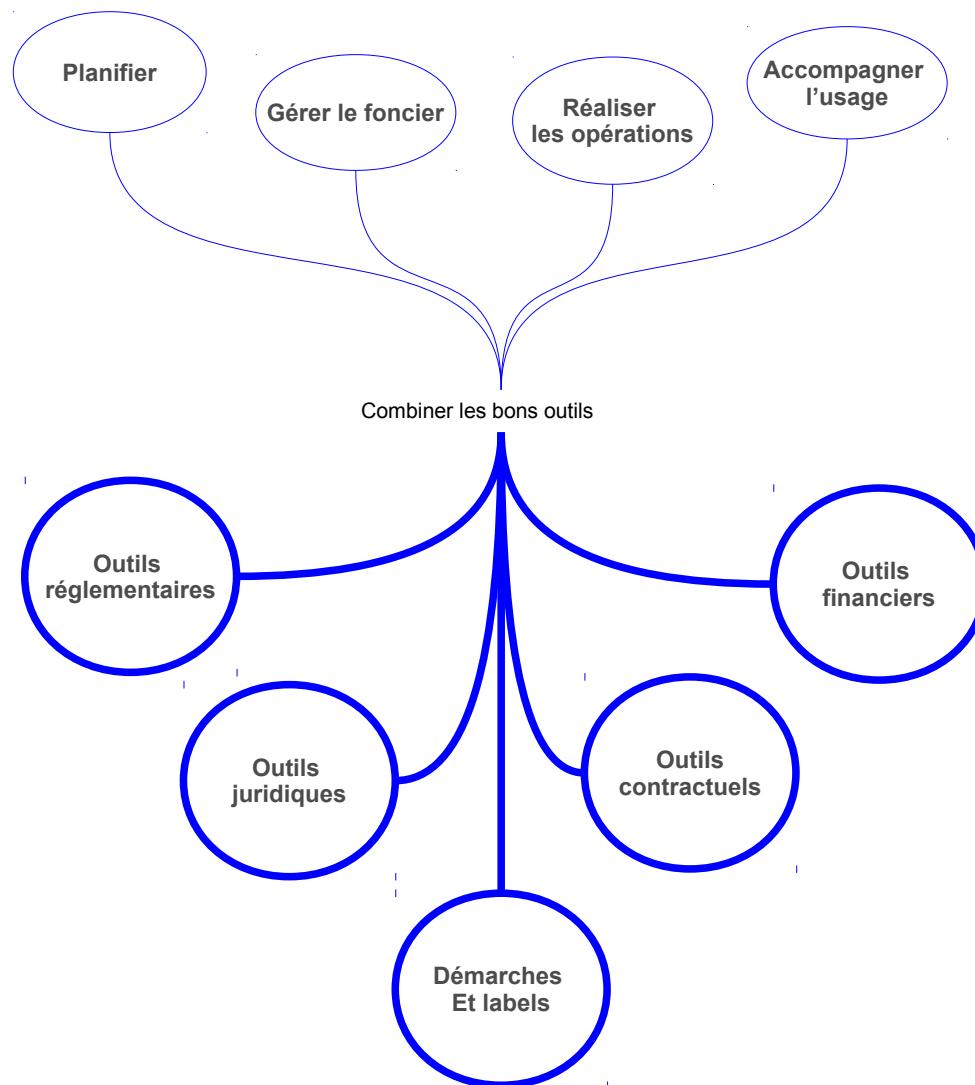 Planifier
Gérer le foncier
Réaliser
les opérations
Accompagner
l’usage
Combiner les bons outils
Outils
réglementaires
Outils
financiers
Outils
juridiques
Outils
contractuels
Démarches
Et labels